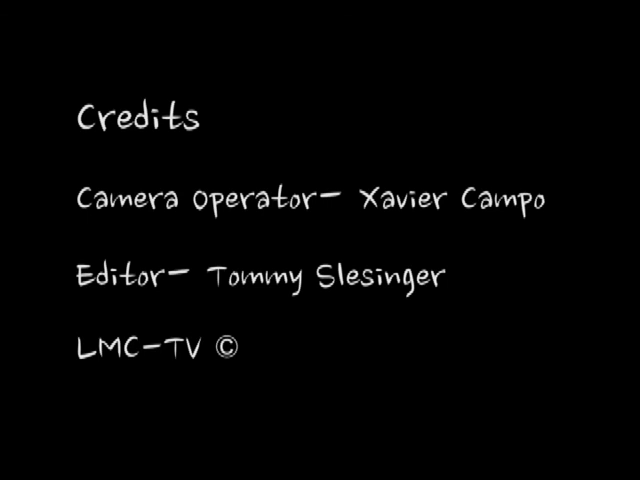 Credits
Camera Operator- Xavier Campo
Editor- Tommy Slesinger
LMC-TV ©